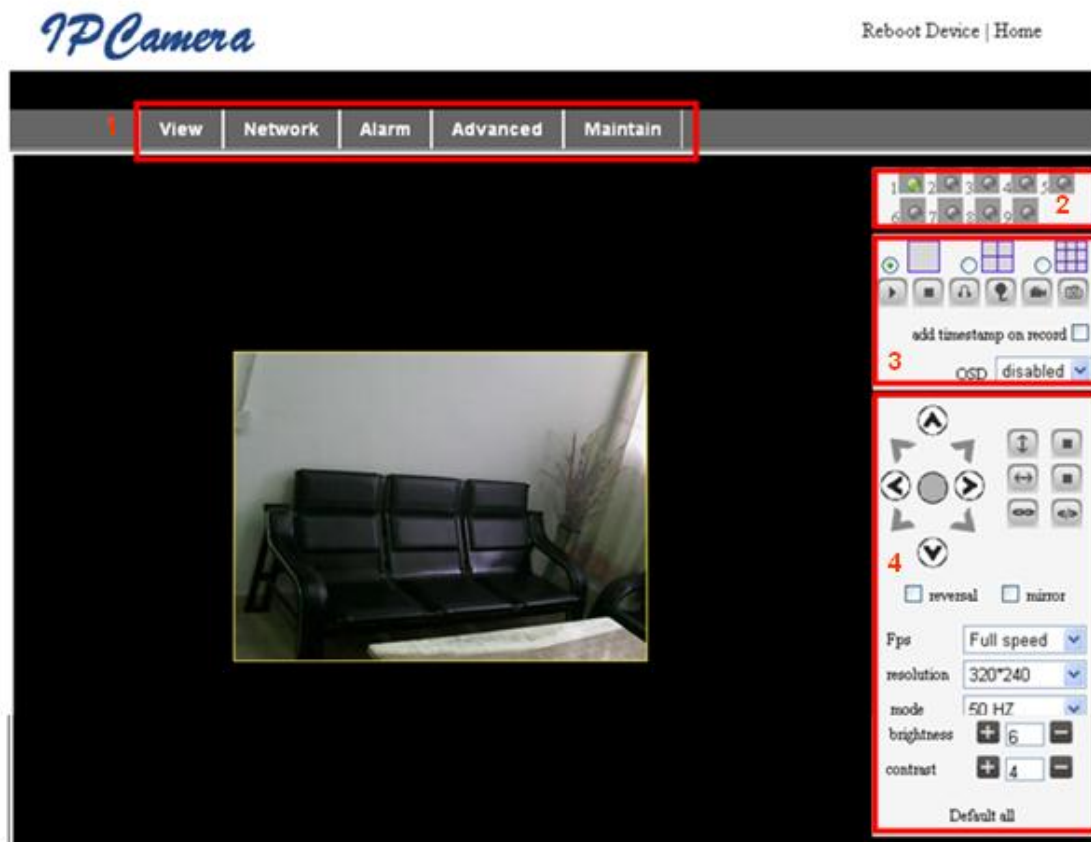 IPCamera
Reboot Device | Home
1 View Network Alarm Advanced Maintain
1 2 3 4 5
2
6 7 8 9
add timestamp on record
3
OSD disabled
4
reversal mirror
Fps Full speed
resolution 320*240
mode 50 HZ
brightness 6
contrast 4
Default all